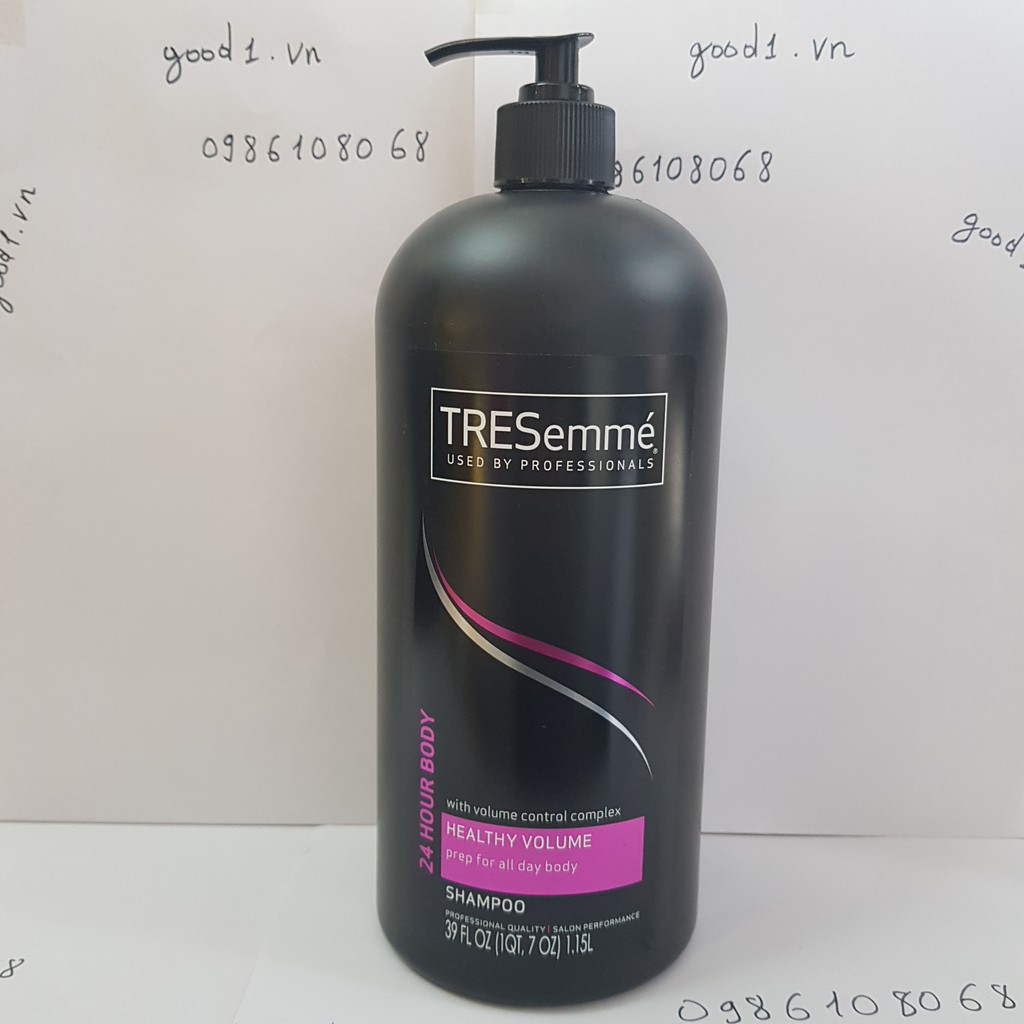 good1.vn
good1.vn
0986108068
86108068
good1.vn
good1
TRESemmé®
USED BY PROFESSIONALS
24 HOUR BODY
with volume control complex
HEALTHY VOLUME
prep for all day body
SHAMPOO
PROFESSIONAL QUALITY | SALON PERFORMANCE
39 FL OZ (1QT, 7 OZ) 1.15L
8
0986108068